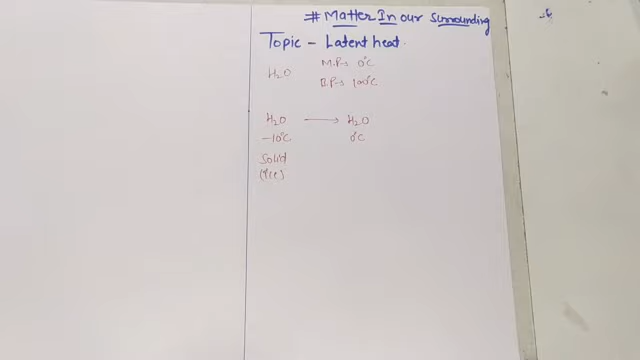 # Matter In our Surrounding
Topic - Latent heat.
H₂O
M.P → 0°C
B.P → 100°C
H₂O ⟶ H₂O
-10°C 0°C
Solid
(Ice)